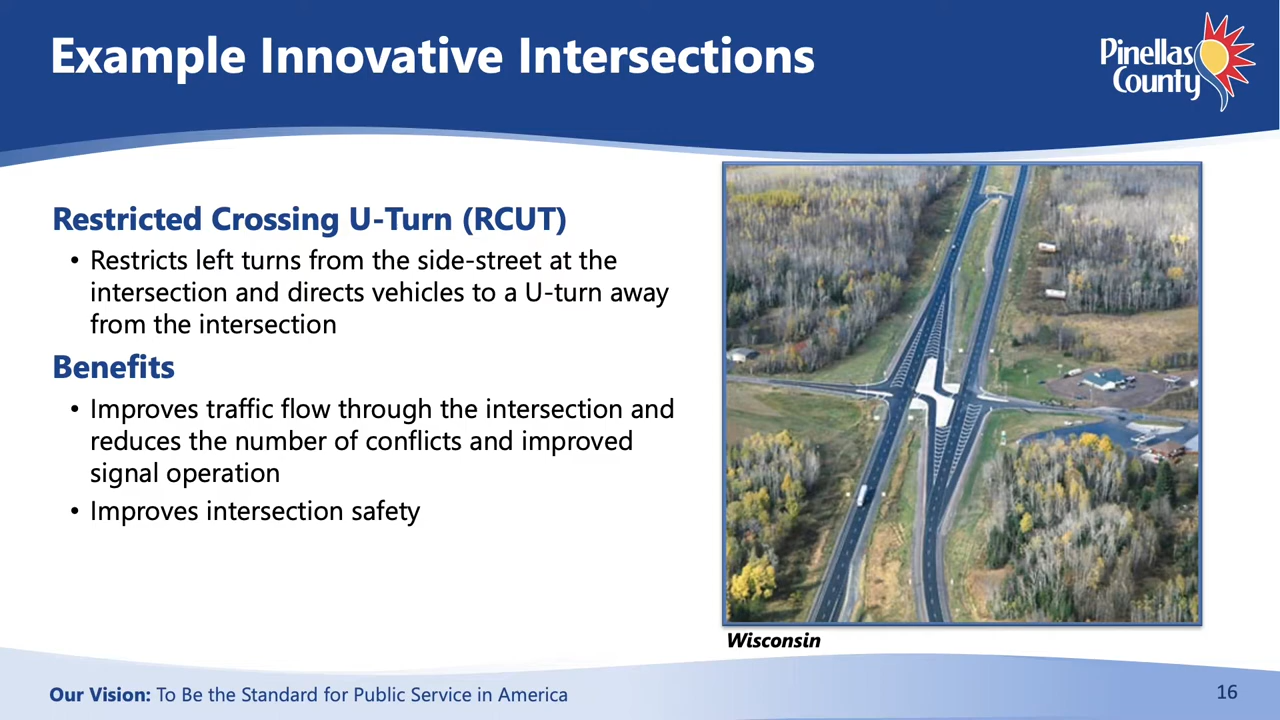 Example Innovative Intersections
Pinellas
County
Restricted Crossing U-Turn (RCUT)
• Restricts left turns from the side-street at the
intersection and directs vehicles to a U-turn away
from the intersection
Benefits
• Improves traffic flow through the intersection and
reduces the number of conflicts and improved
signal operation
• Improves intersection safety
Wisconsin
Our Vision: To Be the Standard for Public Service in America
16